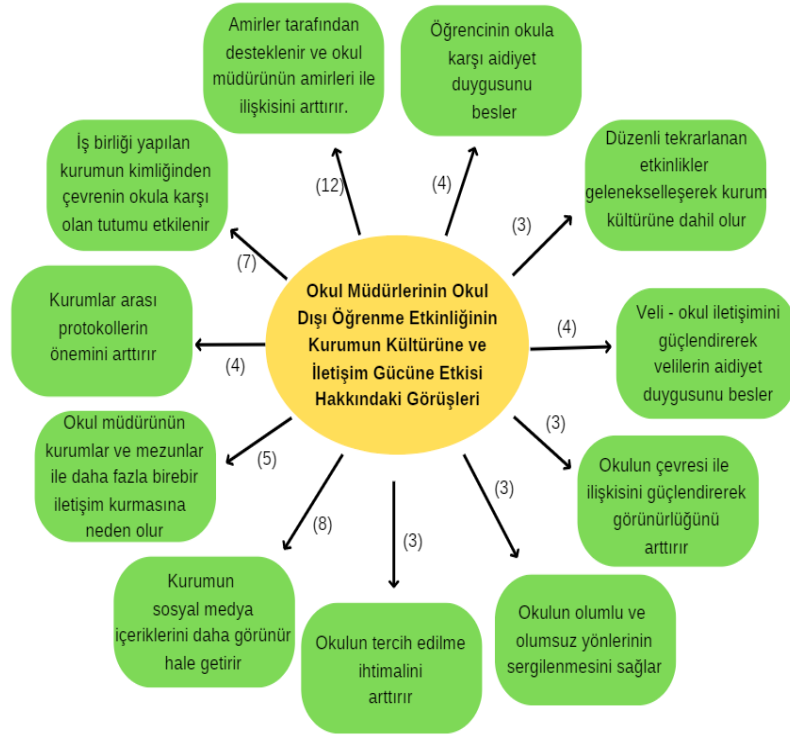 Amirler tarafından
desteklenir ve okul
müdürünün amirleri ile
ilişkisini arttırır.
(12)
Öğrencinin okula
karşı aidiyet
duygusunu
besler
(4)
Düzenli tekrarlanan
etkinlikler
gelenekselleşerek kurum
kültürüne dahil olur
(3)
Veli - okul iletişimini
güçlendirerek
velilerin aidiyet
duygusunu besler
(4)
Okulun çevresi ile
ilişkisini güçlendirerek
görünürlüğünü
arttırır
(3)
Okulun olumlu ve
olumsuz yönlerinin
sergilenmesini sağlar
(3)
Okulun tercih edilme
ihtimalini
arttırır
(3)
Kurumun
sosyal medya
içeriklerini daha görünür
hale getirir
(8)
Okul müdürünün
kurumlar ve mezunlar
ile daha fazla birebir
iletişim kurmasına
neden olur
(5)
Kurumlar arası
protokollerin
önemini arttırır
(4)
İş birliği yapılan
kurumun kimliğinden
çevrenin okula karşı
olan tutumu etkilenir
(7)
Okul Müdürlerinin Okul
Dışı Öğrenme Etkinliğinin
Kurumun Kültürüne ve
İletişim Gücüne Etkisi
Hakkındaki Görüşleri